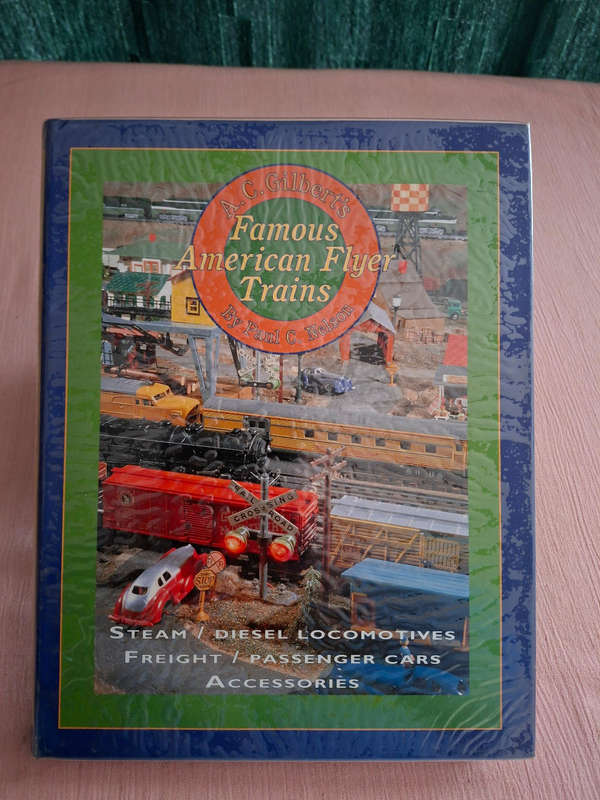 A. C. Gilbert's
Famous
American Flyer
Trains
By Paul C. Nelson
RAILROAD
CROSSING
STOP
STEAM / DIESEL LOCOMOTIVES
FREIGHT / PASSENGER CARS
ACCESSORIES